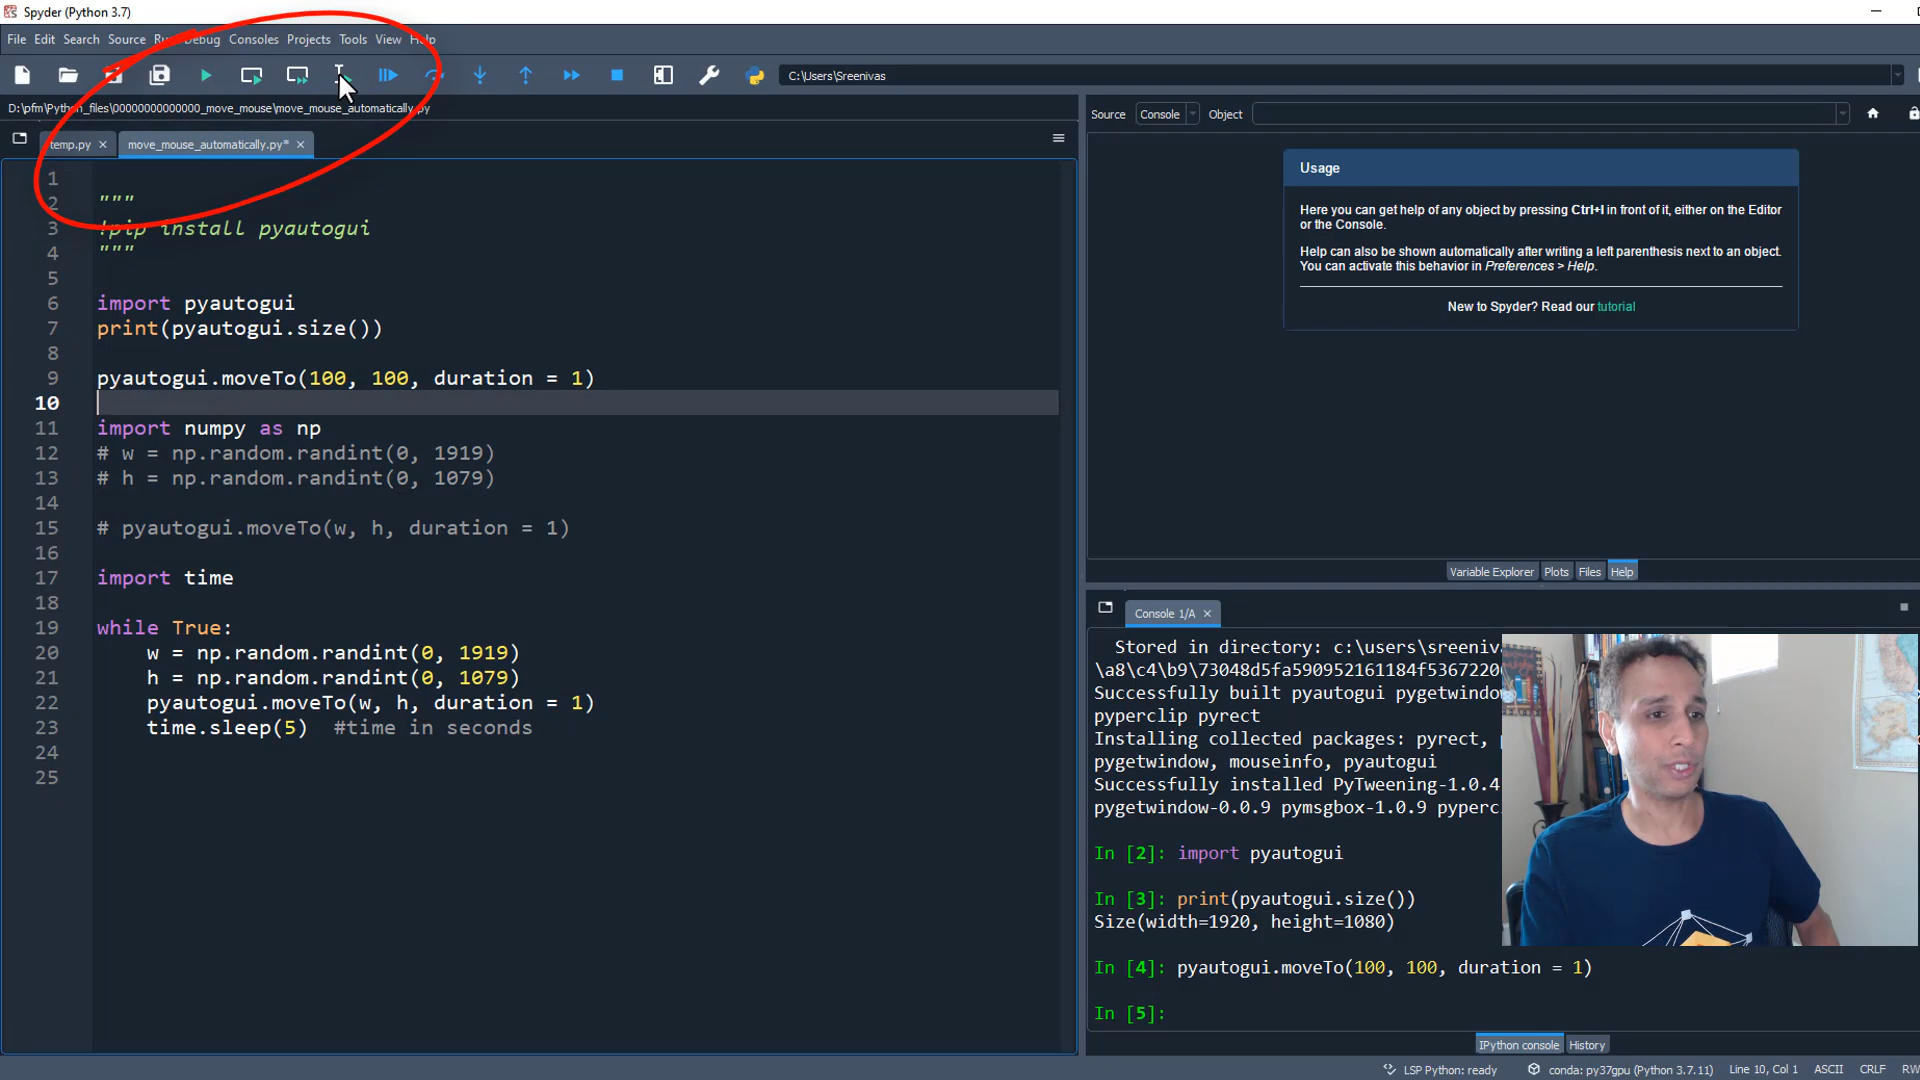 Spyder (Python 3.7)
File Edit Search Source Debug Consoles Projects Tools View Help
C:\Users\Sreenivas
D:\pfm\Python_files\00000000000000_move_mouse\move_mouse_automatically.py
temp.py
move_mouse_automatically.py*
1
2 """
3 !pip install pyautogui
4 """
5
6 import pyautogui
7 print(pyautogui.size())
8
9 pyautogui.moveTo(100, 100, duration = 1)
10
11 import numpy as np
12 # w = np.random.randint(0, 1919)
13 # h = np.random.randint(0, 1079)
14
15 # pyautogui.moveTo(w, h, duration = 1)
16
17 import time
18
19 while True:
20 w = np.random.randint(0, 1919)
21 h = np.random.randint(0, 1079)
22 pyautogui.moveTo(w, h, duration = 1)
23 time.sleep(5) #time in seconds
24
25
Source Console Object
Usage
Here you can get help of any object by pressing Ctrl+I in front of it, either on the Editor
or the Console.
Help can also be shown automatically after writing a left parenthesis next to an object.
You can activate this behavior in Preferences > Help.
New to Spyder? Read our tutorial
Variable Explorer Plots Files Help
Console 1/A
Stored in directory: c:\users\sreeniv
\a8\c4\b9\73048d5fa590952161184f5367220
Successfully built pyautogui pygetwindow
pyperclip pyrect
Installing collected packages: pyrect,
pygetwindow, mouseinfo, pyautogui
Successfully installed PyTweening-1.0.4
pygetwindow-0.0.9 pymsgbox-1.0.9 pyperc
In [2]: import pyautogui
In [3]: print(pyautogui.size())
Size(width=1920, height=1080)
In [4]: pyautogui.moveTo(100, 100, duration = 1)
In [5]:
IPython console History
LSP Python: ready conda: py37gpu (Python 3.7.11) Line 10, Col 1 ASCII CRLF RW